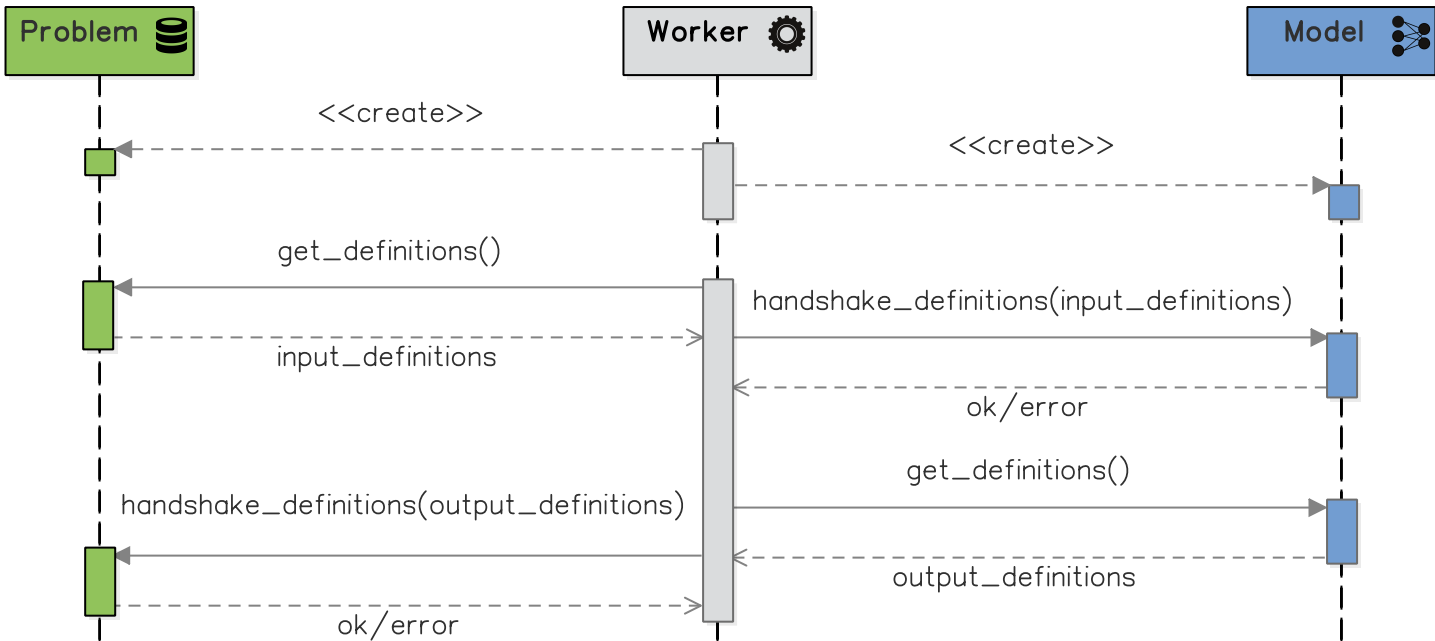 Problem
Worker
Model
<<create>>
<<create>>
get_definitions()
handshake_definitions(input_definitions)
input_definitions
ok/error
get_definitions()
handshake_definitions(output_definitions)
output_definitions
ok/error